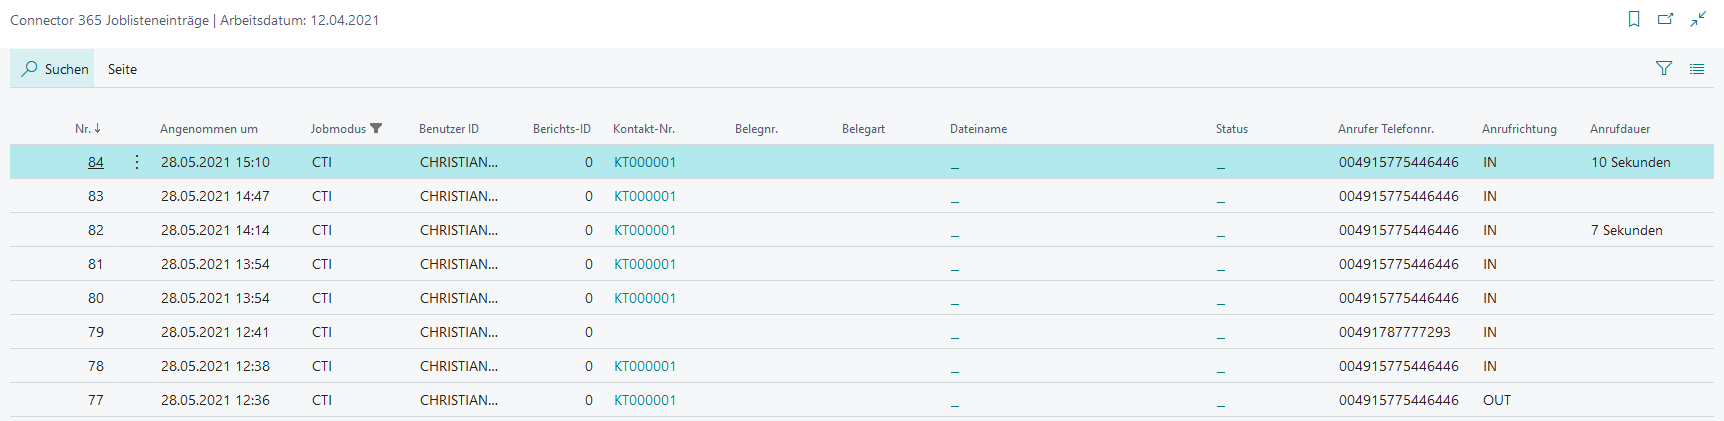 Connector 365 Joblisteneinträge | Arbeitsdatum: 12.04.2021
Suchen Seite
Nr. ↓ Angenommen um Jobmodus Benutzer ID Berichts-ID Kontakt-Nr. Belegnr. Belegart Dateiname Status Anrufer Telefonnr. Anrufrichtung Anrufdauer
84 28.05.2021 15:10 CTI CHRISTIAN... 0 KT000001 _ _ 004915775446446 IN 10 Sekunden
83 28.05.2021 14:47 CTI CHRISTIAN... 0 KT000001 _ _ 004915775446446 IN
82 28.05.2021 14:14 CTI CHRISTIAN... 0 KT000001 _ _ 004915775446446 IN 7 Sekunden
81 28.05.2021 13:54 CTI CHRISTIAN... 0 KT000001 _ _ 004915775446446 IN
80 28.05.2021 13:54 CTI CHRISTIAN... 0 KT000001 _ _ 004915775446446 IN
79 28.05.2021 12:41 CTI CHRISTIAN... 0 _ _ 00491787777293 IN
78 28.05.2021 12:38 CTI CHRISTIAN... 0 KT000001 _ _ 004915775446446 IN
77 28.05.2021 12:36 CTI CHRISTIAN... 0 KT000001 _ _ 004915775446446 OUT